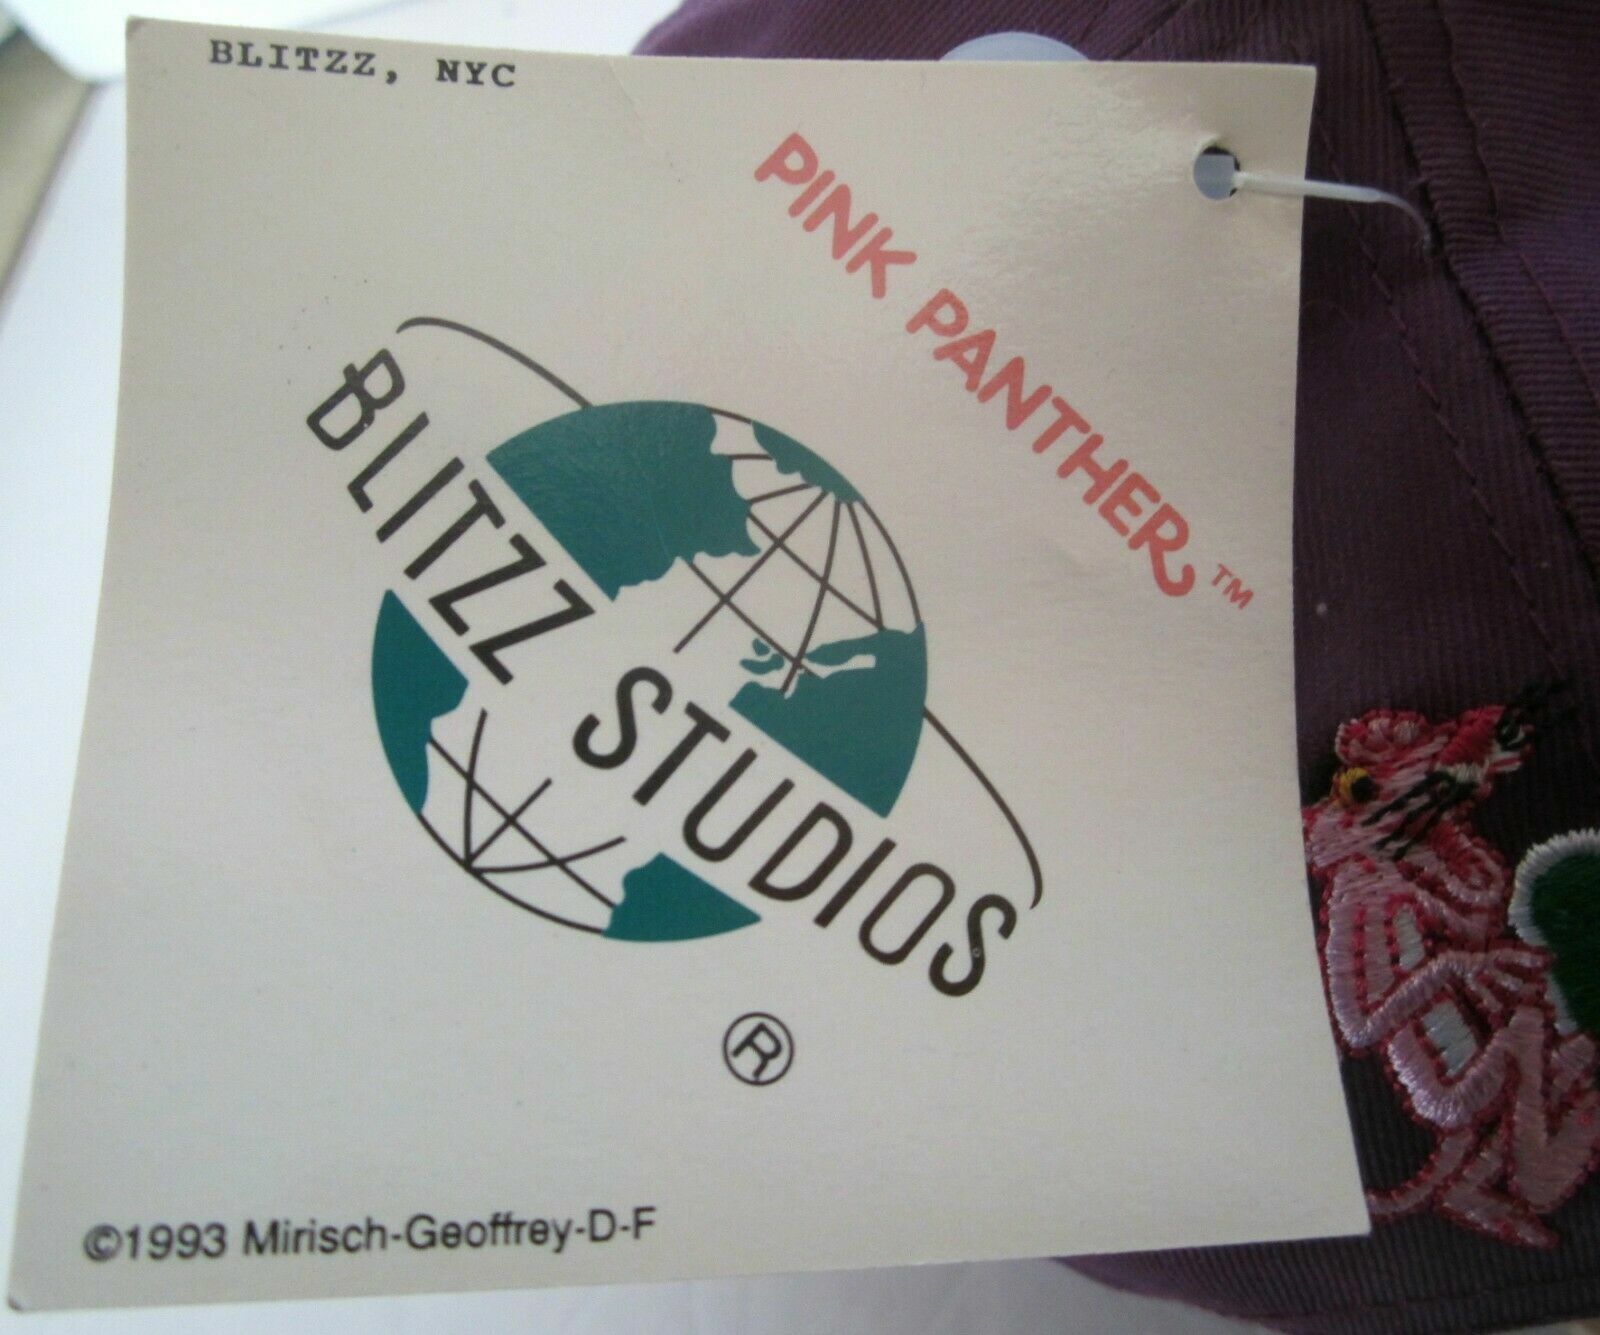 BLITZZ, NYC
PINK PANTHER™
BLITZZ STUDIOS
®
©1993 Mirisch-Geoffrey-D-F